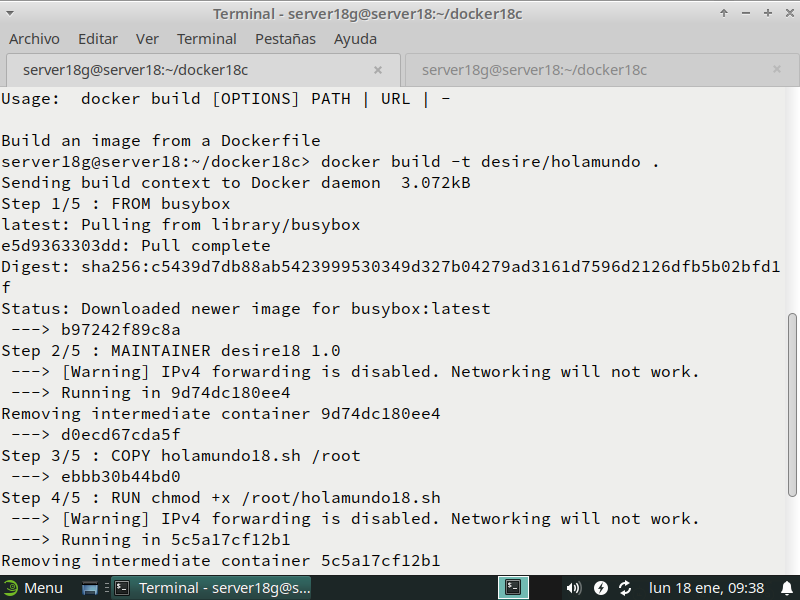 Terminal - server18g@server18:~/docker18c
Archivo Editar Ver Terminal Pestañas Ayuda
server18g@server18:~/docker18c
server18g@server18:~/docker18c
Usage:  docker build [OPTIONS] PATH | URL | -
Build an image from a Dockerfile
server18g@server18:~/docker18c> docker build -t desire/holamundo .
Sending build context to Docker daemon  3.072kB
Step 1/5 : FROM busybox
latest: Pulling from library/busybox
e5d9363303dd: Pull complete
Digest: sha256:c5439d7db88ab5423999530349d327b04279ad3161d7596d2126dfb5b02bfd1
f
Status: Downloaded newer image for busybox:latest
 ---> b97242f89c8a
Step 2/5 : MAINTAINER desire18 1.0
 ---> [Warning] IPv4 forwarding is disabled. Networking will not work.
 ---> Running in 9d74dc180ee4
Removing intermediate container 9d74dc180ee4
 ---> d0ecd67cda5f
Step 3/5 : COPY holamundo18.sh /root
 ---> ebbb30b44bd0
Step 4/5 : RUN chmod +x /root/holamundo18.sh
 ---> [Warning] IPv4 forwarding is disabled. Networking will not work.
 ---> Running in 5c5a17cf12b1
Removing intermediate container 5c5a17cf12b1
Menu Terminal - server18g@s... lun 18 ene, 09:38